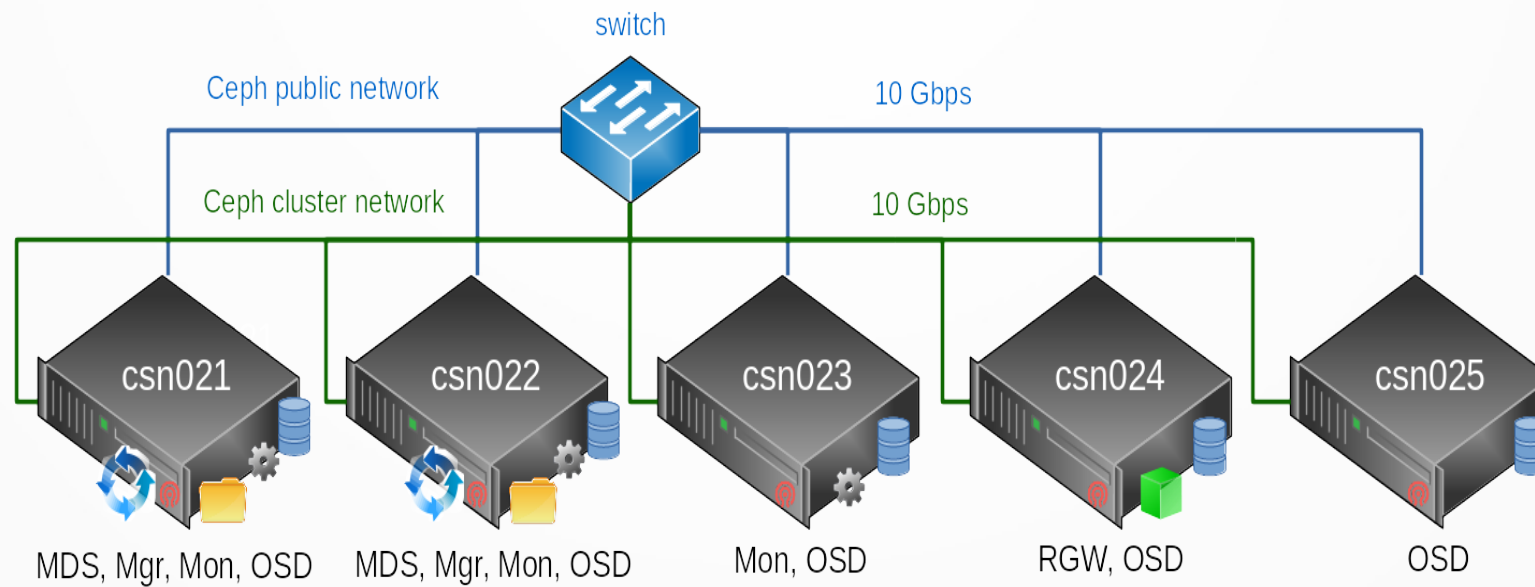 switch
Ceph public network
10 Gbps
Ceph cluster network
10 Gbps
csn021
csn022
csn023
csn024
csn025
MDS, Mgr, Mon, OSD
MDS, Mgr, Mon, OSD
Mon, OSD
RGW, OSD
OSD